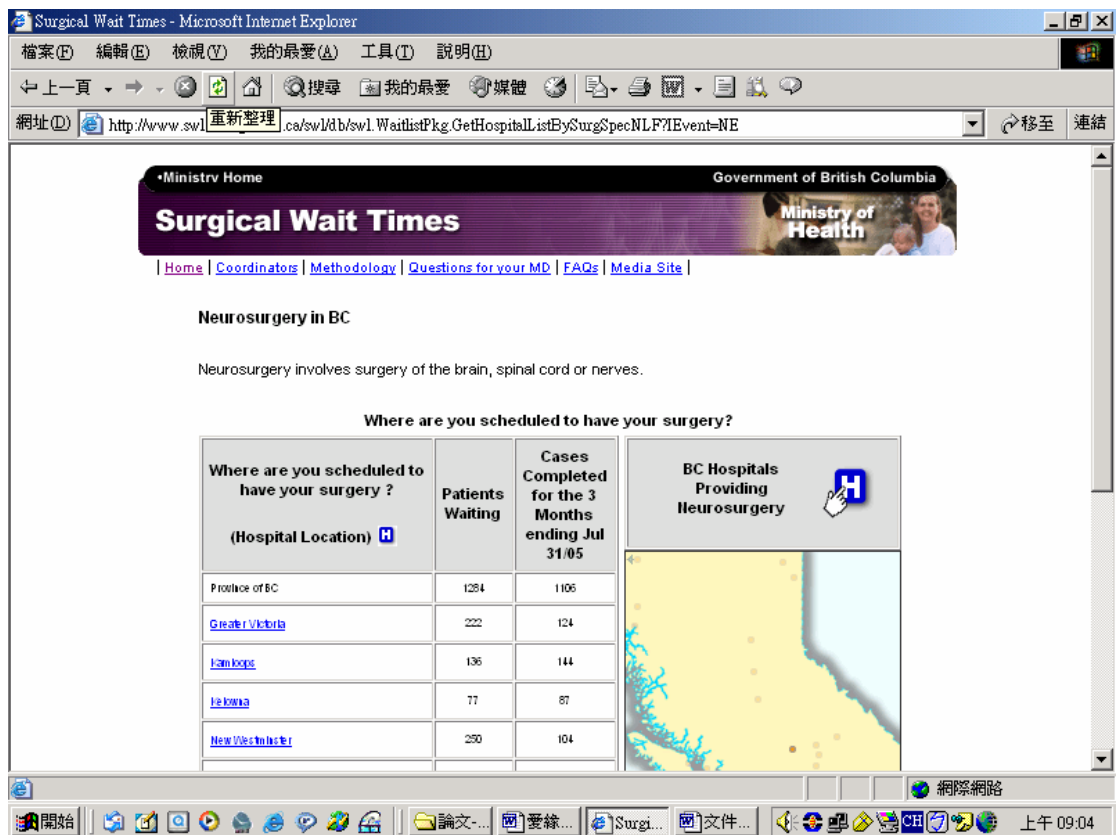 Surgical Wait Times - Microsoft Internet Explorer
檔案(F) 編輯(E) 檢視(V) 我的最愛(A) 工具(T) 說明(H)
上一頁 搜尋 我的最愛 媒體
重新整理
網址(D) http://www.swl .ca/swl/db/swl.WaitlistPkg.GetHospitalListBySurgSpecNLF?IEvent=NE 移至 連結
•Ministry Home Government of British Columbia
Surgical Wait Times
Ministry of
Health
| Home | Coordinators | Methodology | Questions for your MD | FAQs | Media Site |
Neurosurgery in BC
Neurosurgery involves surgery of the brain, spinal cord or nerves.
Where are you scheduled to have your surgery?
Where are you scheduled to
have your surgery ?
(Hospital Location) H
Patients
Waiting
Cases
Completed
for the 3
Months
ending Jul
31/05
BC Hospitals
Providing
Neurosurgery
H
Province of BC 1284 1106
Greater Victoria 222 124
Kamloops 136 144
Kelowna 77 87
New Westminster 250 104
網際網路
開始 論文-... 愛緣... Surgi... 文件... CH 上午 09:04